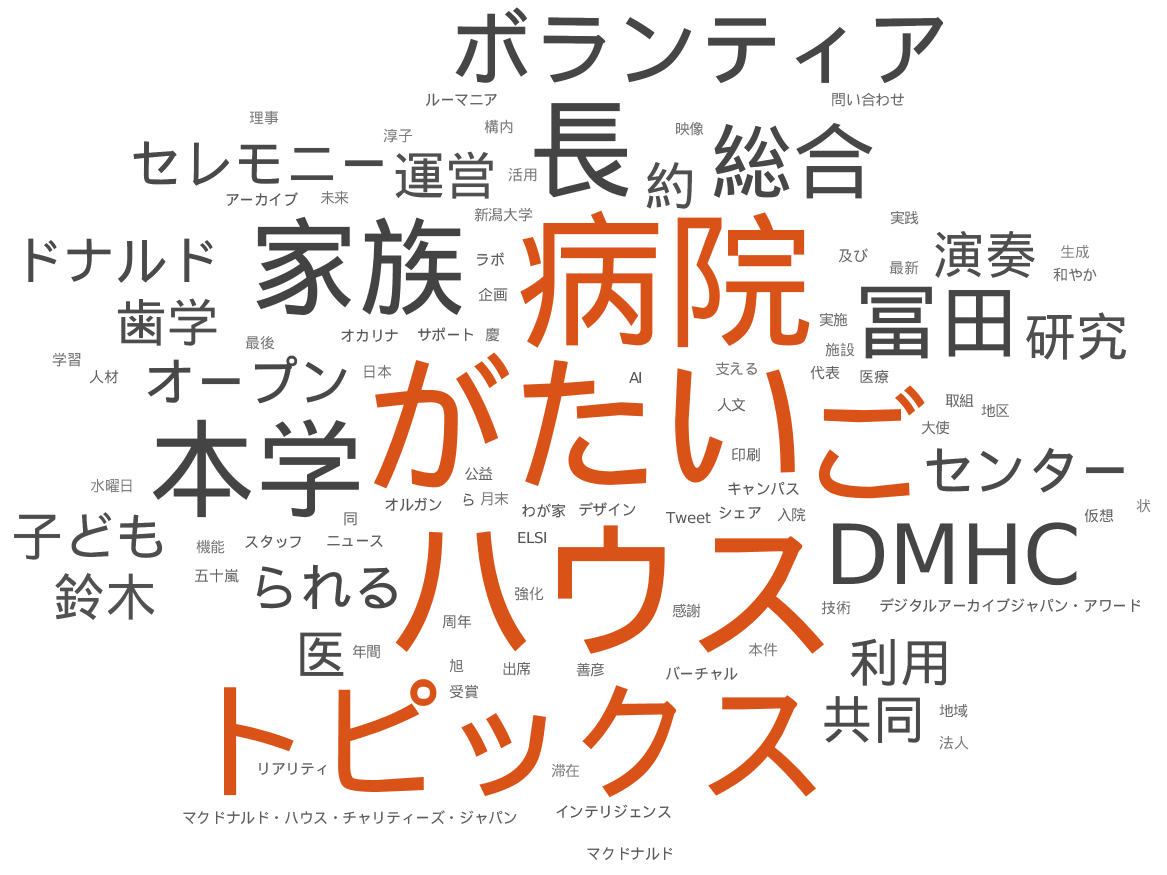 ボランティア
ルーマニア
問い合わせ
理事
淳子
構内
長
映像
総合
セレモニー
運営
活用
約
アーカイブ
未来
新潟大学
実践
ドナルド
家族
ラボ
病院
及び
最新
演奏
生成
和やか
歯学
企画
冨田
研究
オカリナ
サポート
慶
実施
施設
最後
学習
人材
オープン
日本
AI
支える
代表
医療
人文
がたいご
取組
地区
大使
本学
印刷
センター
水曜日
公益
オルガン
ら
月末
わが家
デザイン
キャンパス
Tweet
シェア
入院
仮想
状
子ども
同
機能
スタッフ
ニュース
ELSI
ハウス
DMHC
五十嵐
鈴木
られる
強化
周年
感謝
技術
デジタルアーカイブジャパン・アワード
医
年間
旭
出席
善彦
バーチャル
本件
利用
受賞
トピックス
共同
地域
法人
リアリティ
滞在
マクドナルド・ハウス・チャリティーズ・ジャパン
インテリジェンス
マクドナルド